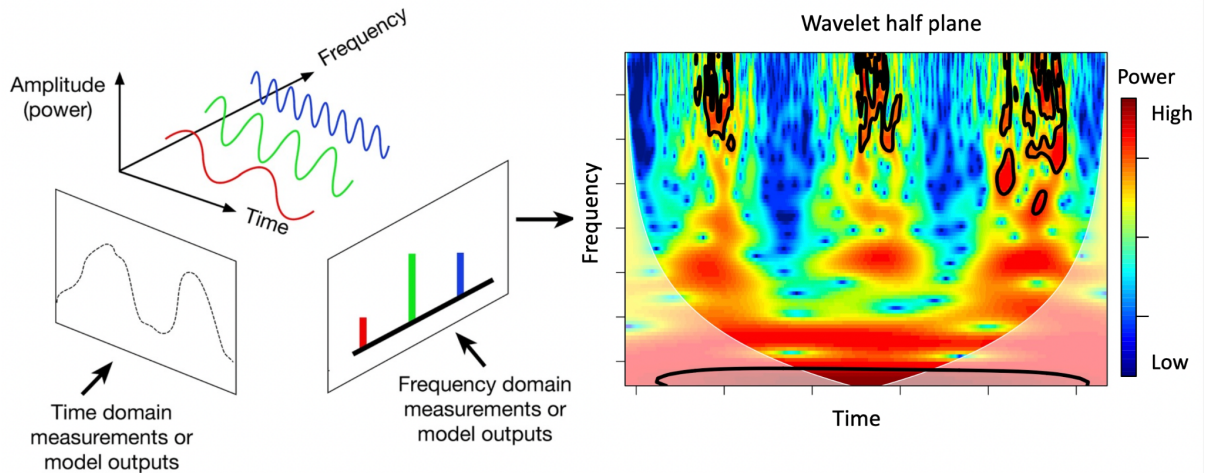 Amplitude
(power)
Frequency
Time
Time domain
measurements or
model outputs
Frequency domain
measurements or
model outputs
Wavelet half plane
Frequency
Time
Power
High
Low